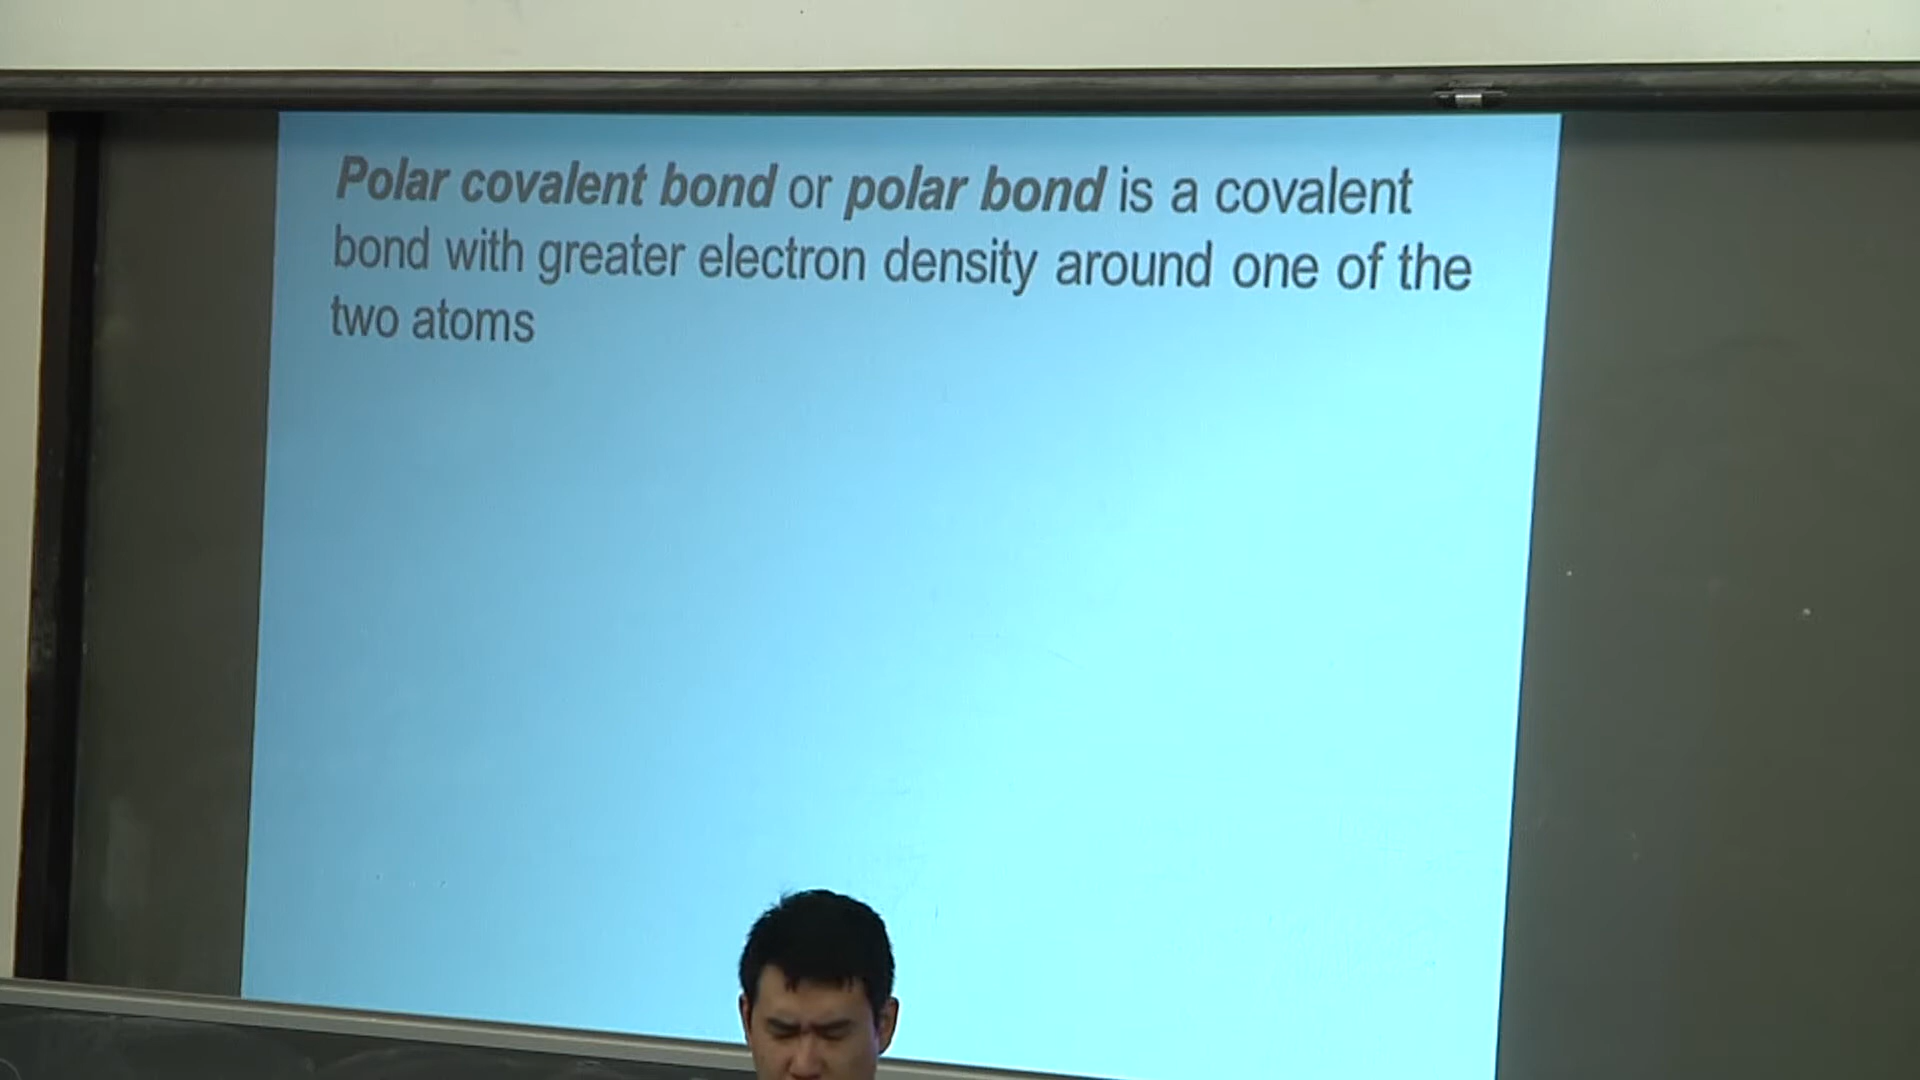 Polar covalent bond or polar bond is a covalent
bond with greater electron density around one of the
two atoms